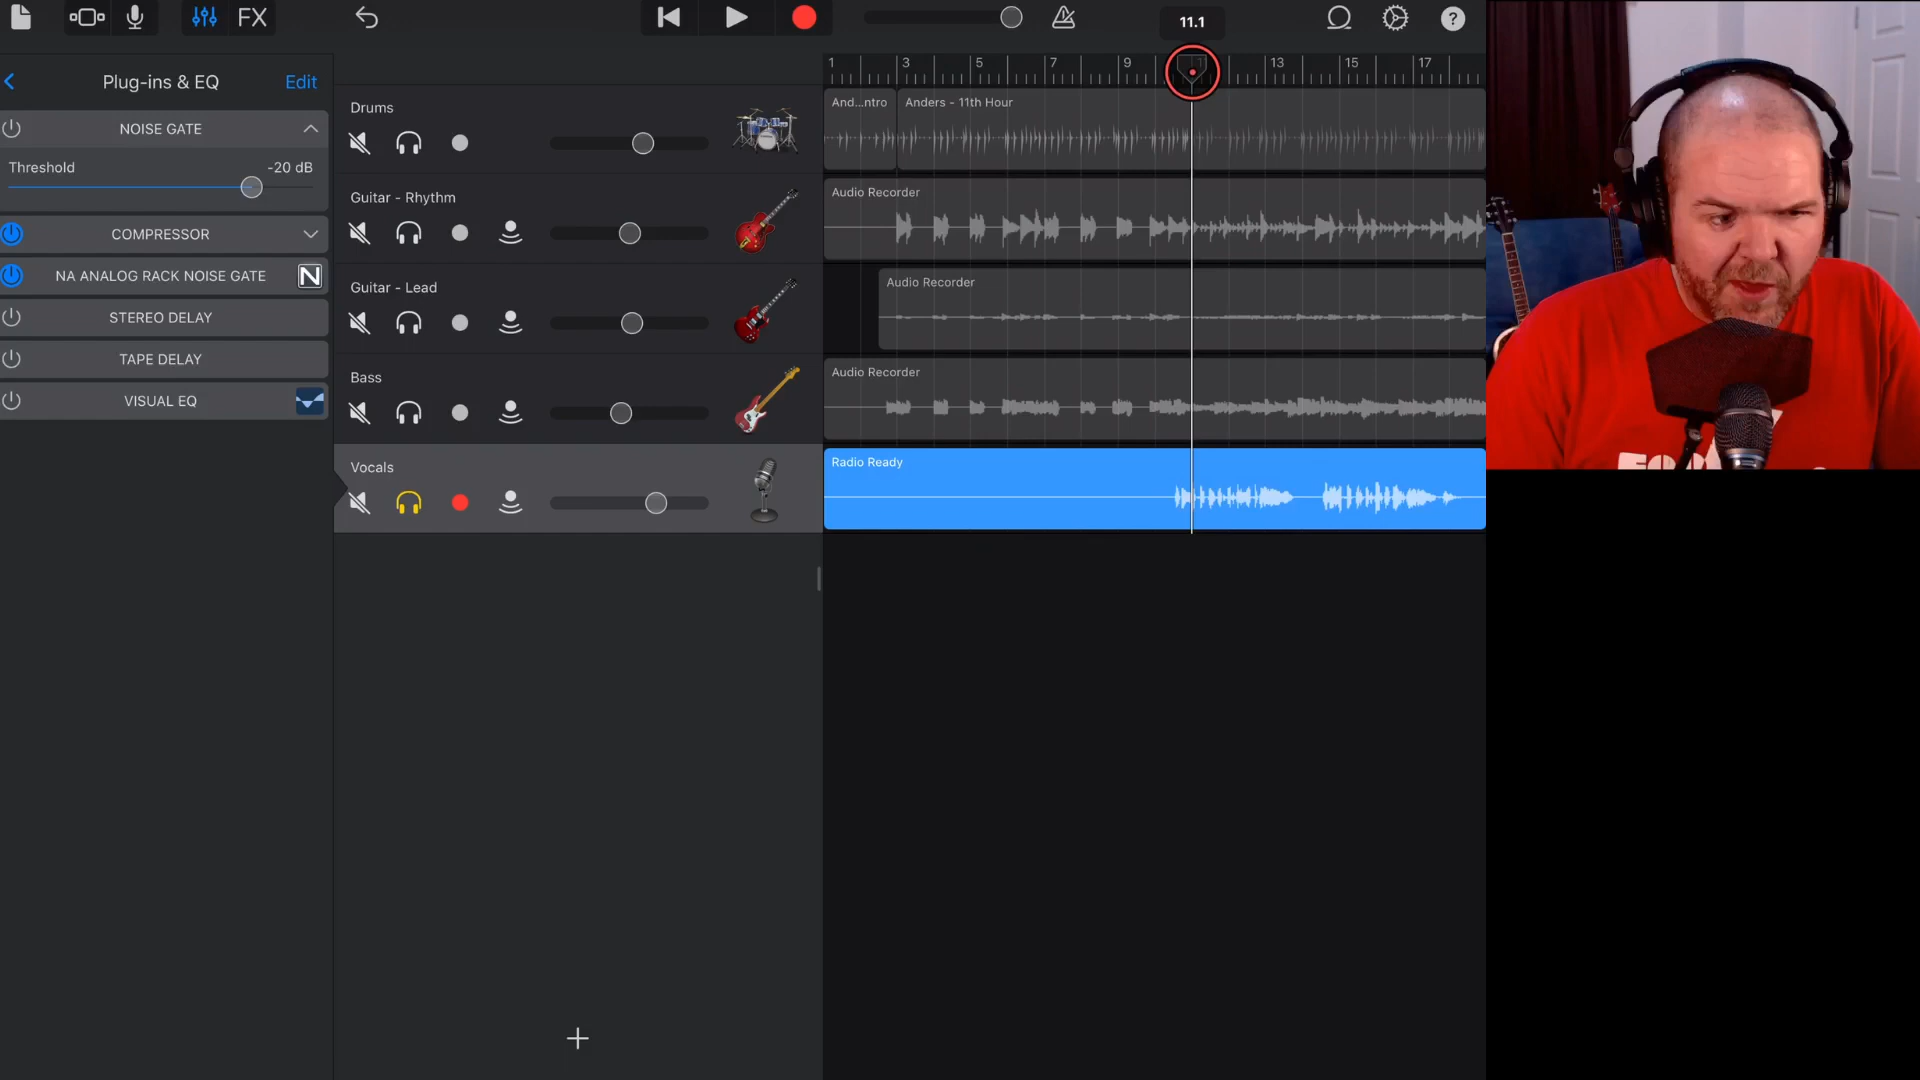 FX
11.1
?
Plug-ins & EQ
Edit
NOISE GATE
Threshold
-20 dB
COMPRESSOR
NA ANALOG RACK NOISE GATE
N
STEREO DELAY
TAPE DELAY
VISUAL EQ
1 3 5 7 9 13 15 17
Drums
And...ntro
Anders - 11th Hour
Guitar - Rhythm
Audio Recorder
Guitar - Lead
Audio Recorder
Bass
Audio Recorder
Vocals
Radio Ready